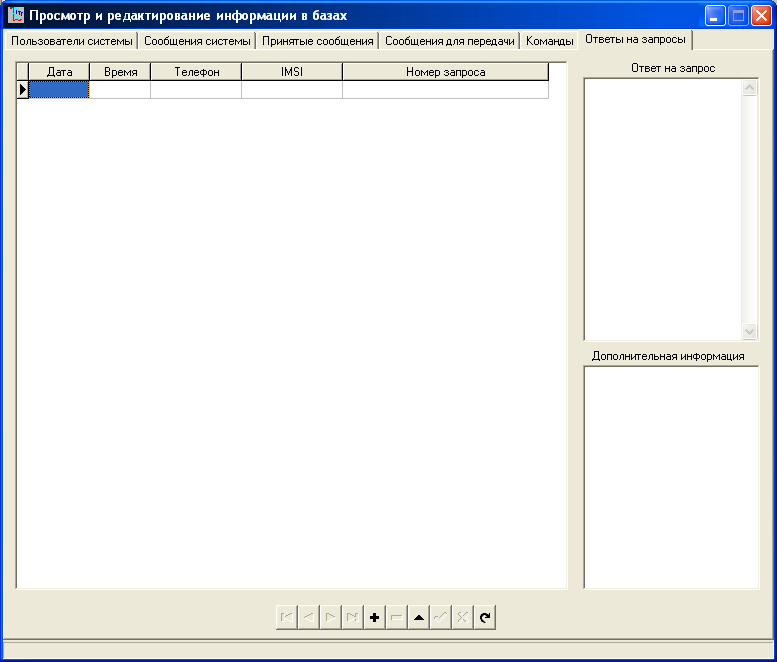 Просмотр и редактирование информации в базах
Пользователи системы Сообщения системы Принятые сообщения Сообщения для передачи Команды Ответы на запросы
Дата Время Телефон IMSI Номер запроса
Ответ на запрос
Дополнительная информация